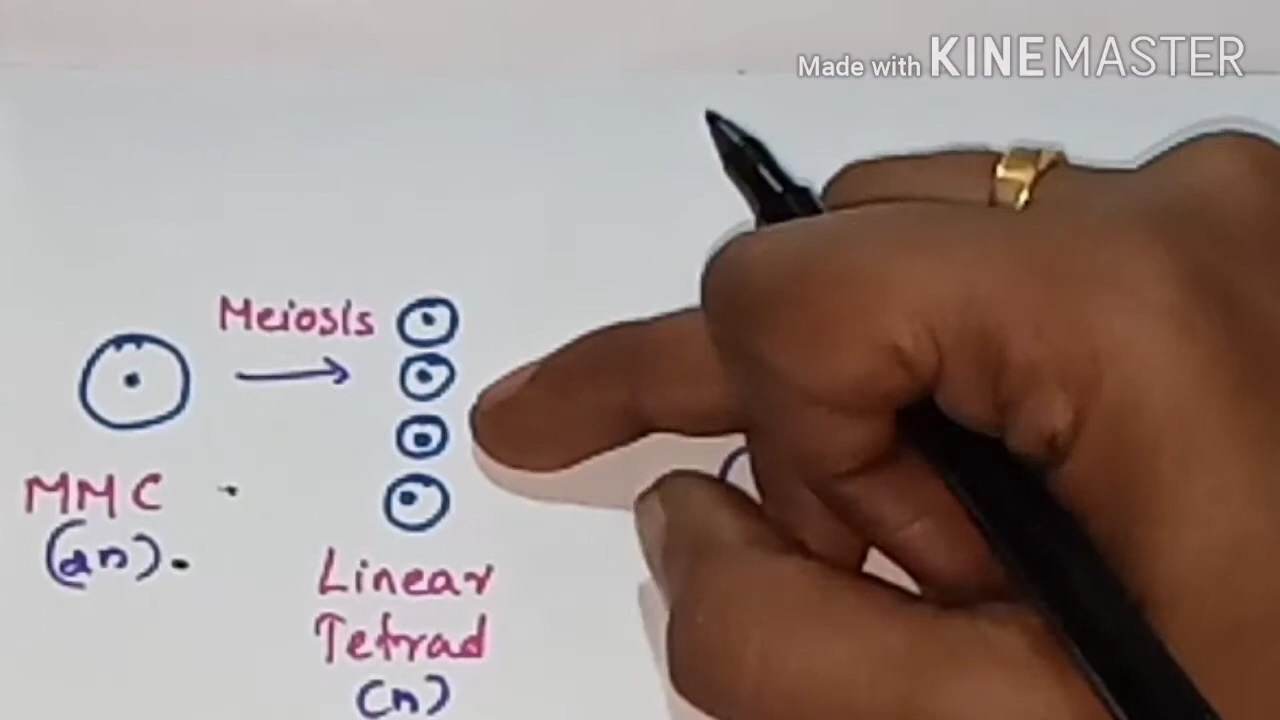 Made with KINEMASTER
Meiosis
MMC
(2n).
Linear
Tetrad
(n)